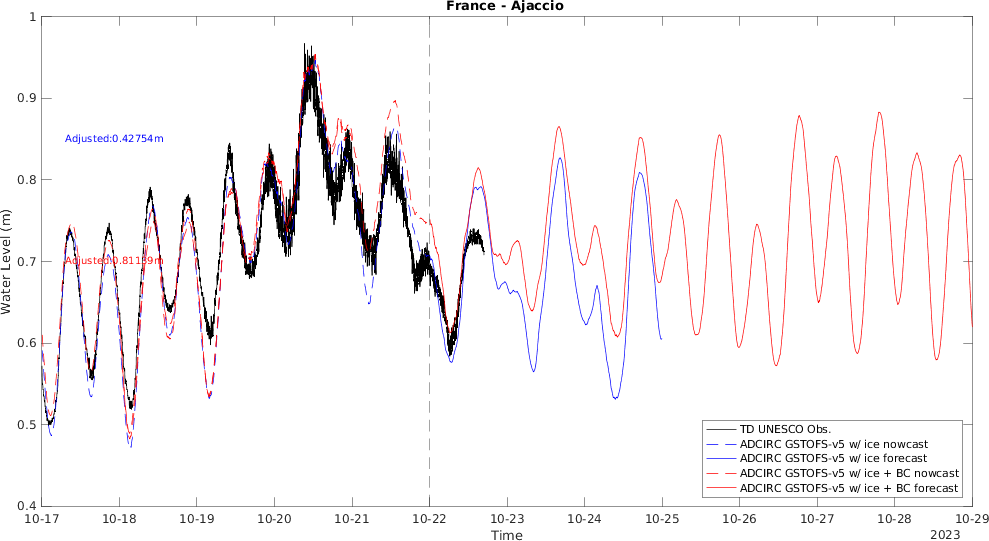 France - Ajaccio
1
0.9
0.8
0.7
0.6
0.5
0.4
Water Level (m)
Adjusted:0.42754m
10-17
10-18
10-19
10-20
10-21
10-22
10-23
10-24
10-25
10-26
10-27
10-28
10-29
Time
2023
TD UNESCO Obs.
ADCIRC GSTOFS-v5 w/ ice nowcast
ADCIRC GSTOFS-v5 w/ ice forecast
ADCIRC GSTOFS-v5 w/ ice + BC nowcast
ADCIRC GSTOFS-v5 w/ ice + BC forecast